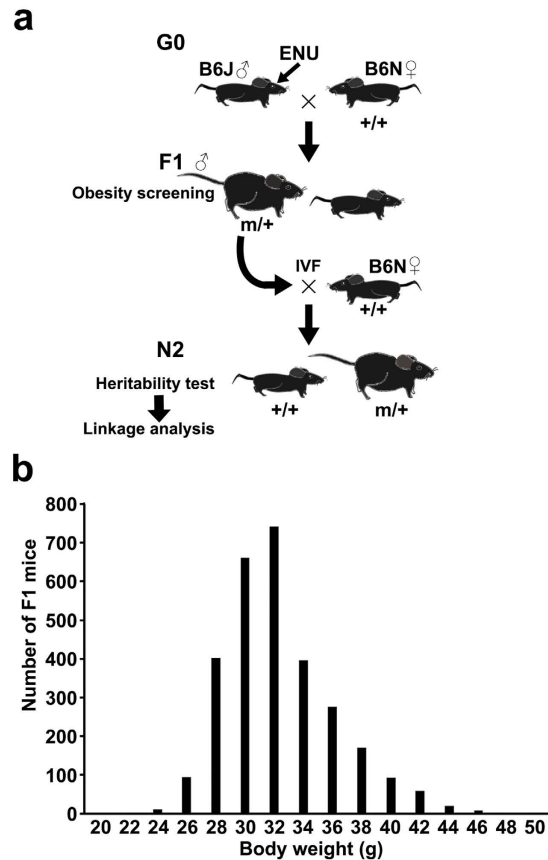 a
G0
ENU
B6J♂
B6N♀
×
+/+
F1 ♂
Obesity screening
m/+
IVF
B6N♀
×
+/+
N2
Heritability test
+/+
m/+
Linkage analysis
b
800
700
600
500
400
300
200
100
0
Number of F1 mice
20 22 24 26 28 30 32 34 36 38 40 42 44 46 48 50
Body weight (g)